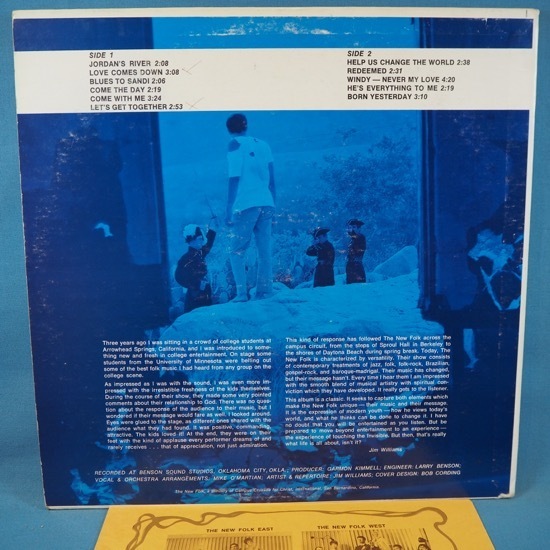 SIDE 1
JORDAN'S RIVER 2:08
LOVE COMES DOWN 3:08
BLUES TO SANDI 2:06
COME THE DAY 2:19
COME WITH ME 3:24
LET'S GET TOGETHER 2:53
SIDE 2
HELP US CHANGE THE WORLD 2:38
REDEEMED 2:31
WINDY — NEVER MY LOVE 4:20
HE'S EVERYTHING TO ME 2:19
BORN YESTERDAY 3:10
Three years ago I was sitting in a crowd of college students at
Arrowhead Springs, California, and I was introduced to some-
thing new and fresh in college entertainment. On stage some
students from the University of Minnesota were belting out
some of the best folk music I had heard from any group on the
college scene.
As impressed as I was with the sound, I was even more im-
pressed with the irresistible freshness of the kids themselves.
During the course of their show, they made some very pointed
comments about their relationship to God. There was no ques-
tion about the response of the audience to their music, but I
wondered if their message would fare as well. I looked around.
Eyes were glued to the stage, as different ones shared with the
audience what they had found. It was positive, commanding,
attractive. The kids loved it! At the end, they were on their
feet with the kind of applause every performer dreams of and
rarely receives . . . that of appreciation, not just admiration.
This kind of response has followed The New Folk across the
campus circuit, from the steps of Sproul Hall in Berkeley to
the shores of Daytona Beach during spring break. Today, The
New Folk is characterized by versatility. Their show consists
of contemporary treatments of jazz, folk, folk-rock, Brazilian,
gospel-rock, and baroque-madrigal. Their music has changed,
but their message hasn't. Every time I hear them I am impressed
with the smooth blend of musical artistry with spiritual con-
viction which they have developed. It really gets to the listener.
This album is a classic. It seeks to capture both elements which
make the New Folk unique — their music and their message.
It is the expression of modern youth — how he views today's
world, and what he thinks can be done to change it. I have
no doubt that you will be entertained as you listen. But be
prepared to move beyond entertainment to an experience —
the experience of touching the Invisible. But then, that's really
what life is all about, isn't it?
Jim Williams
RECORDED AT BENSON SOUND STUDIOS, OKLAHOMA CITY, OKLA.; PRODUCER: GARMON KIMMELL; ENGINEER: LARRY BENSON;
VOCAL & ORCHESTRA ARRANGEMENTS: MIKE O'MARTIAN; ARTIST & REPERTOIRE: JIM WILLIAMS; COVER DESIGN: BOB CORDING
The New Folk, a Ministry of Campus Crusade for Christ, International, San Bernardino, California
THE NEW FOLK EAST
THE NEW FOLK WEST